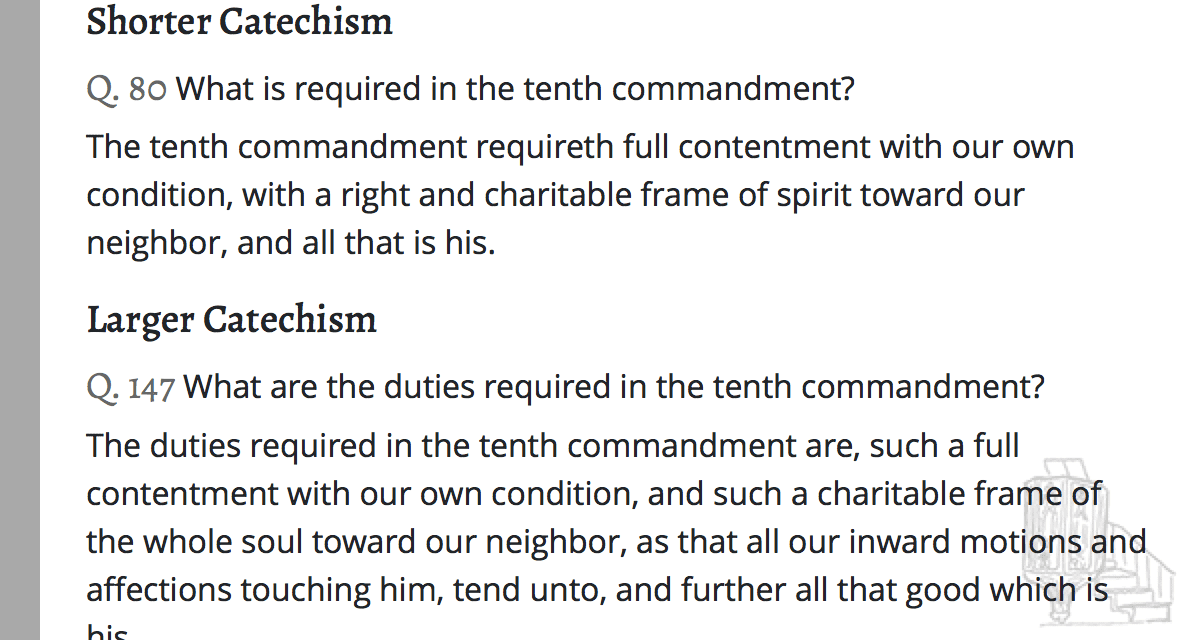 Shorter Catechism
Q. 80 What is required in the tenth commandment?
The tenth commandment requireth full contentment with our own
condition, with a right and charitable frame of spirit toward our
neighbor, and all that is his.
Larger Catechism
Q. 147 What are the duties required in the tenth commandment?
The duties required in the tenth commandment are, such a full
contentment with our own condition, and such a charitable frame of
the whole soul toward our neighbor, as that all our inward motions and
affections touching him, tend unto, and further all that good which is
his.